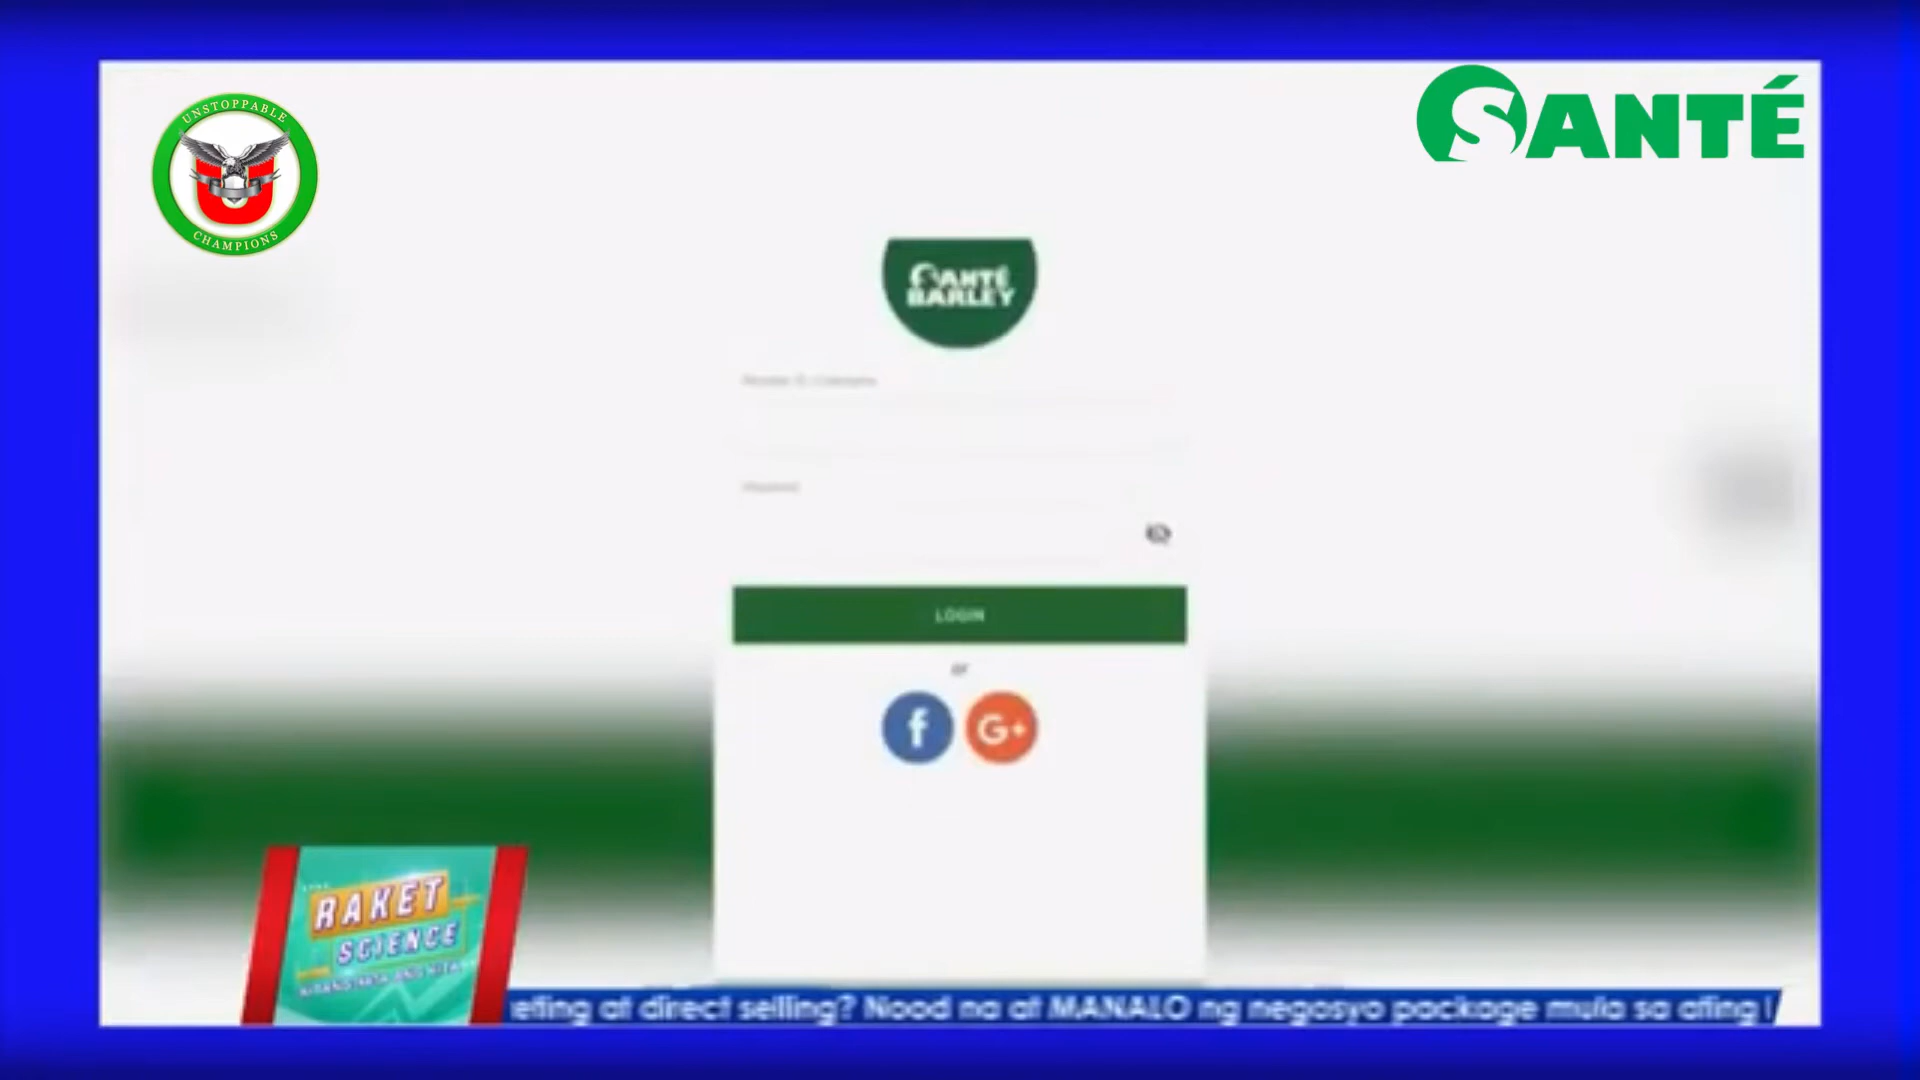 UNSTOPPABLE
CHAMPIONS
SANTÉ
SANTÉ
BARLEY
LOGIN
or
f
G+
RAKET
SCIENCE
eting at direct selling? Nood na at MANALO ng negosyo package mula sa ating